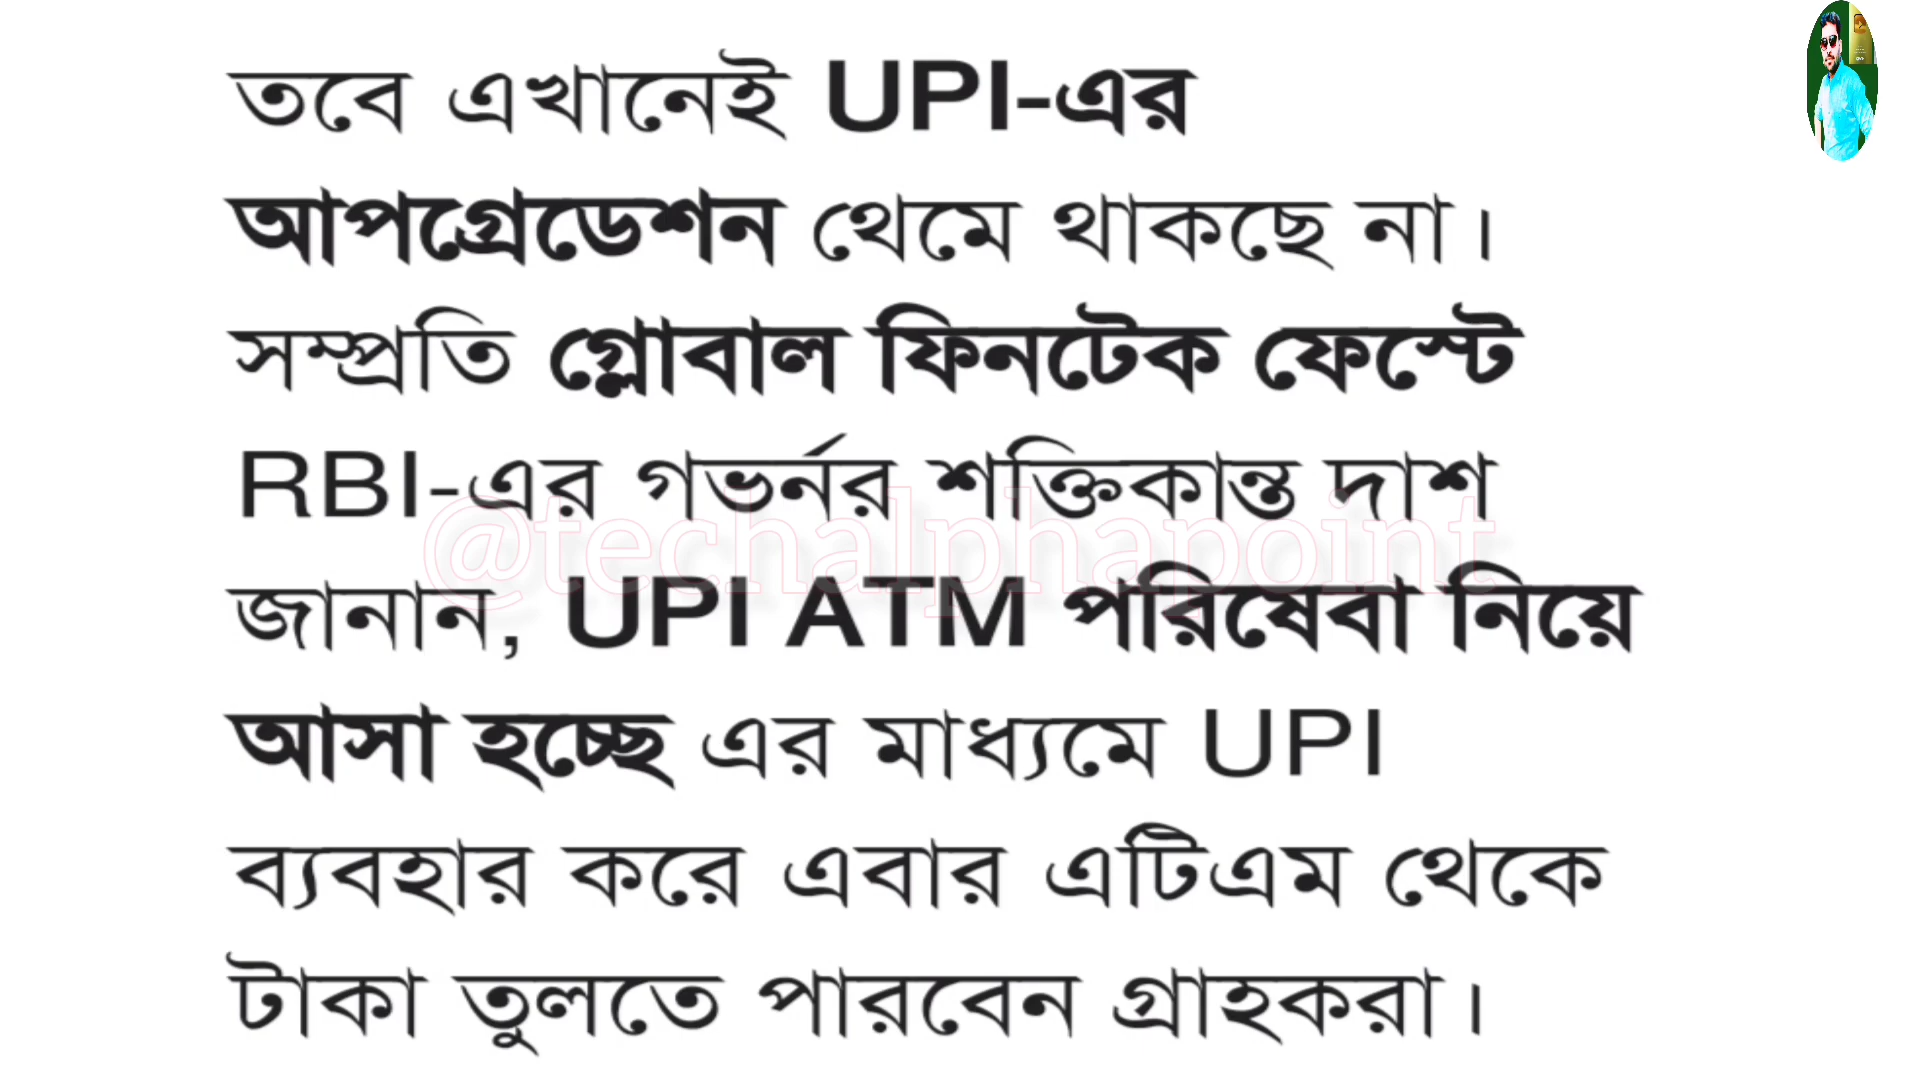 তবে এখানেই UPI-এর
আপগ্রেডেশন থেমে থাকছে না।
সম্প্রতি গ্লোবাল ফিনটেক ফেস্টে
RBI-এর গভর্নর শক্তিকান্ত দাশ
@techalphapoint
জানান, UPI ATM পরিষেবা নিয়ে
আসা হচ্ছে এর মাধ্যমে UPI
ব্যবহার করে এবার এটিএম থেকে
টাকা তুলতে পারবেন গ্রাহকরা।